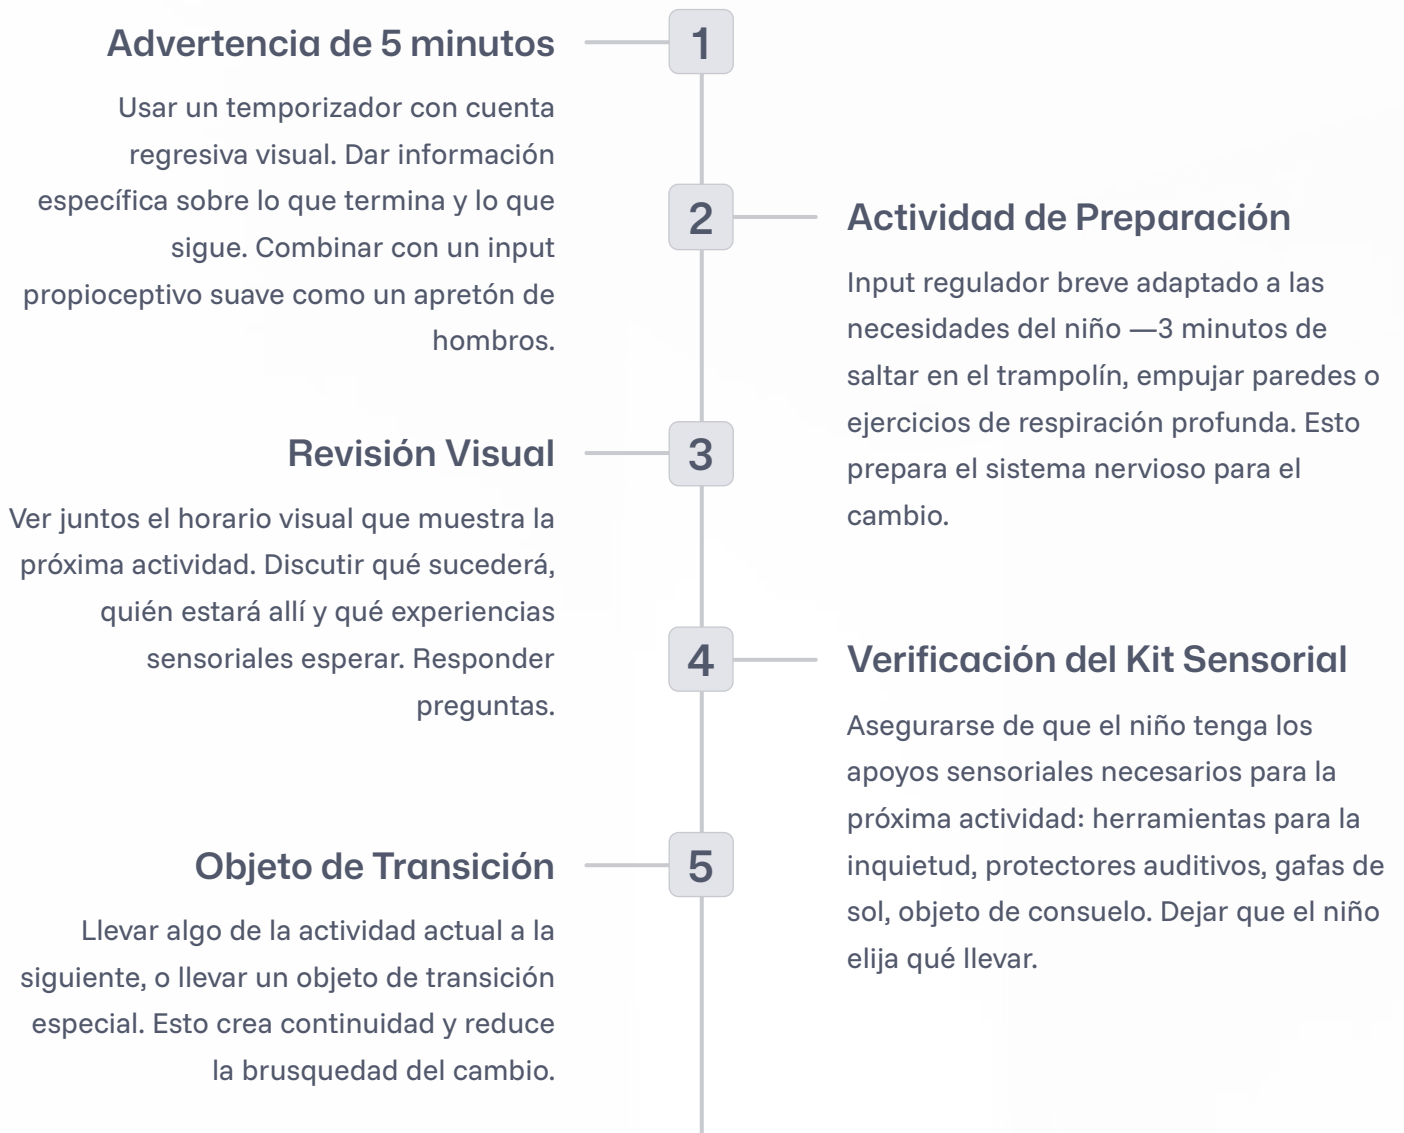 Advertencia de 5 minutos
1
Usar un temporizador con cuenta
regresiva visual. Dar información
específica sobre lo que termina y lo que
sigue. Combinar con un input
propioceptivo suave como un apretón de
hombros.
2
Actividad de Preparación
Input regulador breve adaptado a las
necesidades del niño —3 minutos de
saltar en el trampolín, empujar paredes o
ejercicios de respiración profunda. Esto
prepara el sistema nervioso para el
cambio.
Revisión Visual
3
Ver juntos el horario visual que muestra la
próxima actividad. Discutir qué sucederá,
quién estará allí y qué experiencias
sensoriales esperar. Responder
preguntas.
4
Verificación del Kit Sensorial
Asegurarse de que el niño tenga los
apoyos sensoriales necesarios para la
próxima actividad: herramientas para la
inquietud, protectores auditivos, gafas de
sol, objeto de consuelo. Dejar que el niño
elija qué llevar.
Objeto de Transición
5
Llevar algo de la actividad actual a la
siguiente, o llevar un objeto de transición
especial. Esto crea continuidad y reduce
la brusquedad del cambio.